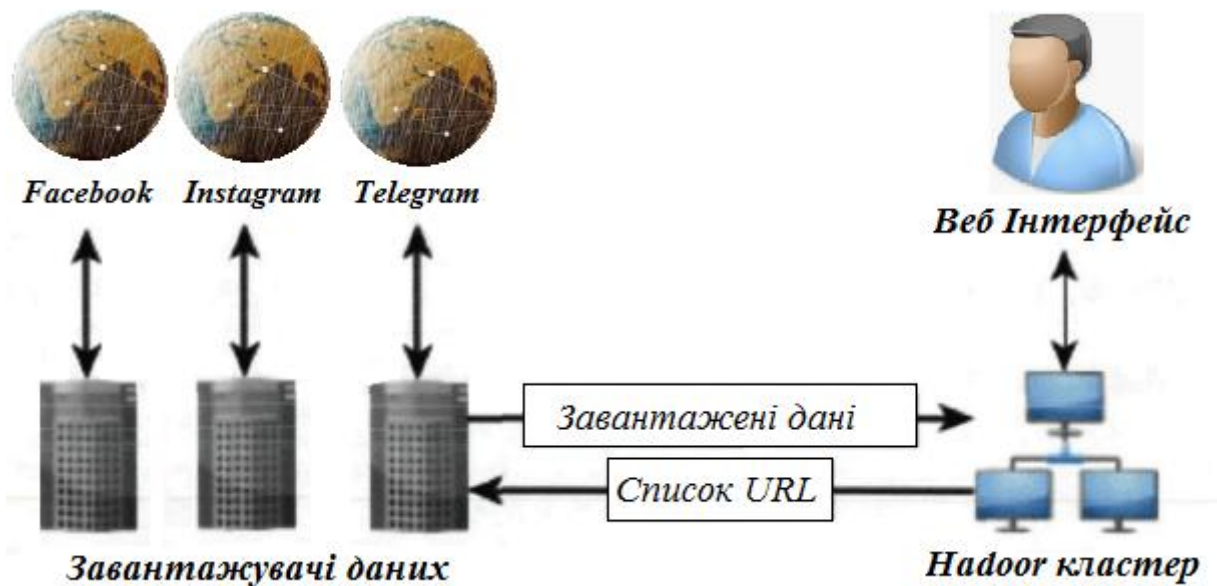 Facebook
Instagram
Telegram
Веб Інтерфейс
Завантажені дані
Список URL
Завантажувачі даних
Hadoor кластер